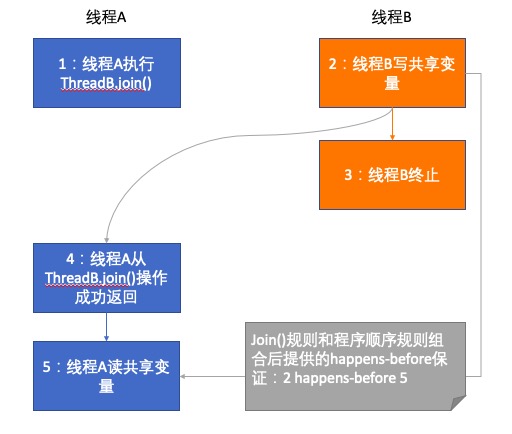 线程A
线程B
1：线程A执行
ThreadB.join()
2：线程B写共享变
量
3：线程B终止
4：线程A从
ThreadB.join()操作
成功返回
5：线程A读共享变
量
Join()规则和程序顺序规则组
合后提供的happens-before保
证：2 happens-before 5